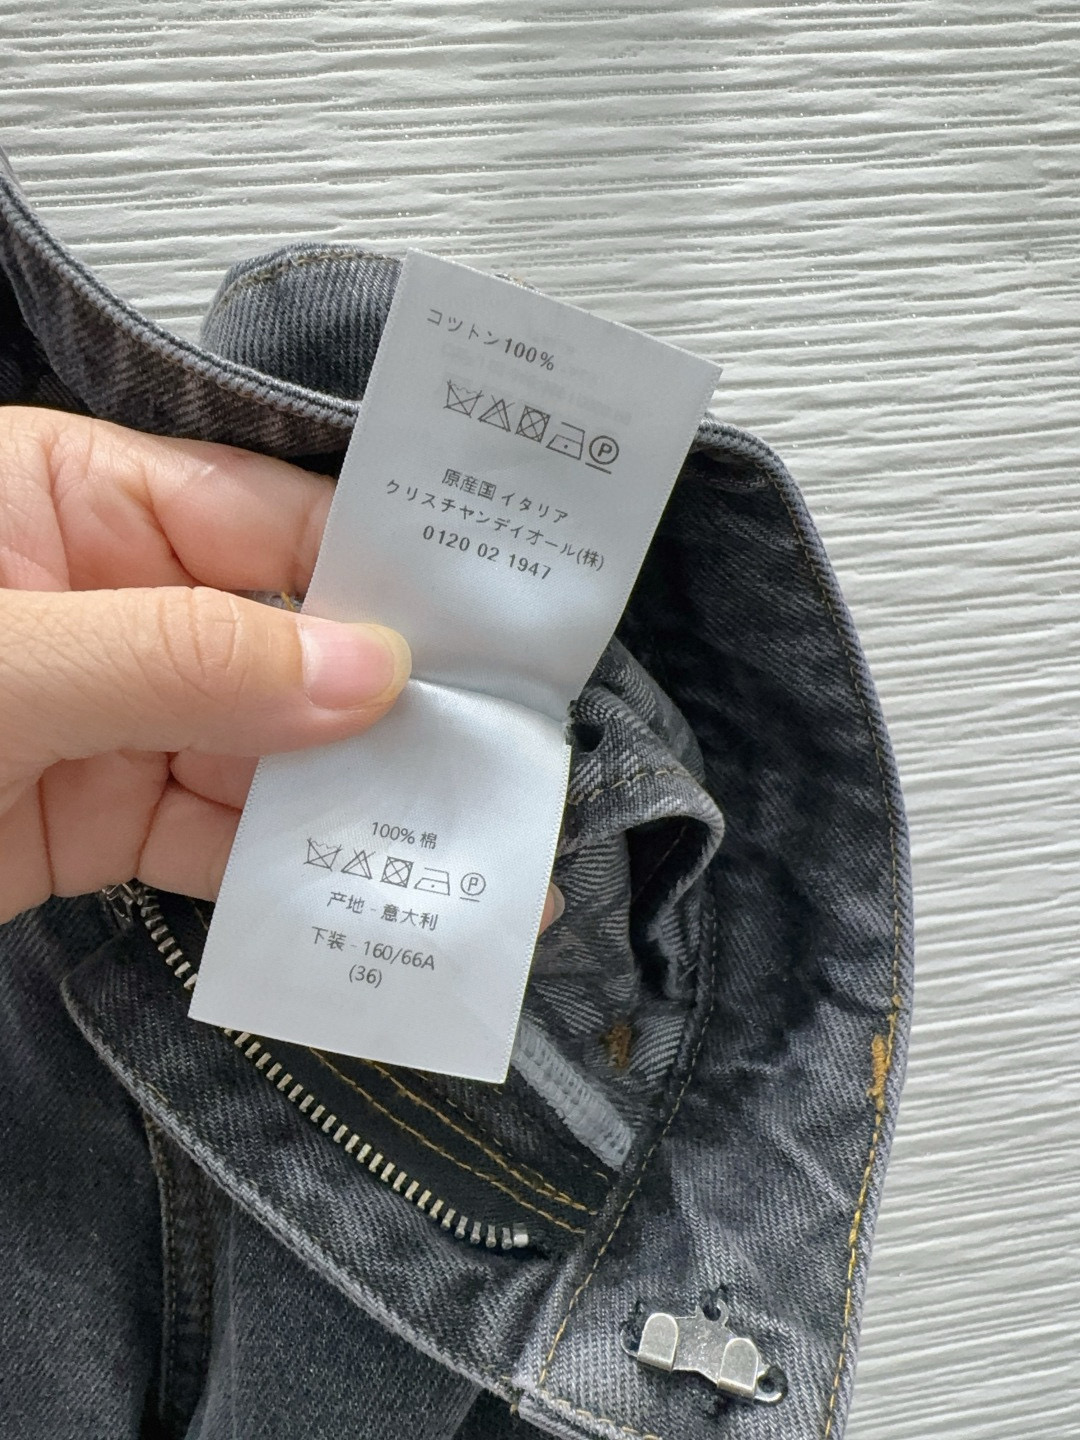 コットン100%
P
原産国 イタリア
クリスチャンディオール(株)
0120 02 1947
100% 棉
P
产地 - 意大利
下装 - 160/66A
(36)